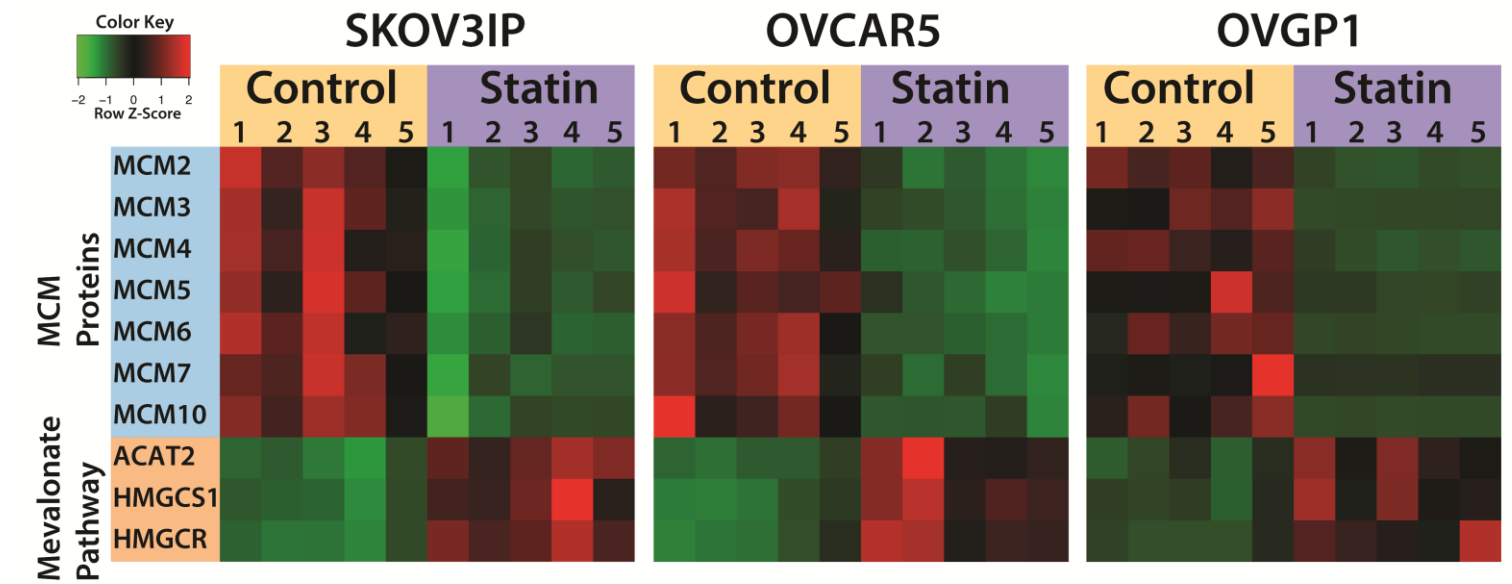 Color Key
−2 −1 0 1 2
Row Z-Score
SKOV3IP
OVCAR5
OVGP1
Control Statin Control Statin Control Statin
1 2 3 4 5 1 2 3 4 5 1 2 3 4 5 1 2 3 4 5 1 2 3 4 5 1 2 3 4 5
MCM
Proteins
MCM2
MCM3
MCM4
MCM5
MCM6
MCM7
MCM10
Mevalonate
Pathway
ACAT2
HMGCS1
HMGCR